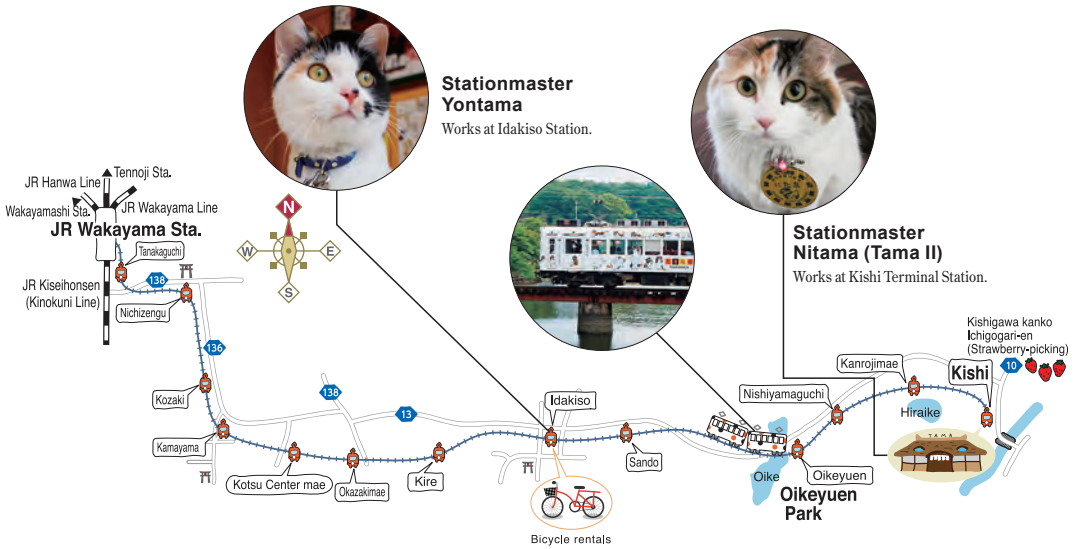 Stationmaster
Yontama
Works at Idakiso Station.
Stationmaster
Nitama (Tama II)
Works at Kishi Terminal Station.
Tennoji Sta.
JR Hanwa Line
Wakayamashi Sta.
JR Wakayama Line
JR Wakayama Sta.
Tanakaguchi
N
W
E
S
138
JR Kiseihonsen
(Kinokuni Line)
Nichizengu
136
Kozaki
Kamayama
138
13
Kotsu Center mae
Okazakimae
Kire
Idakiso
Bicycle rentals
Sando
Oike
Oikeyuen
Oikeyuen
Park
Nishiyamaguchi
Kanrojimae
Hiraike
TAMA
Kishi
Kishigawa kanko
Ichigogari-en
(Strawberry-picking)
10